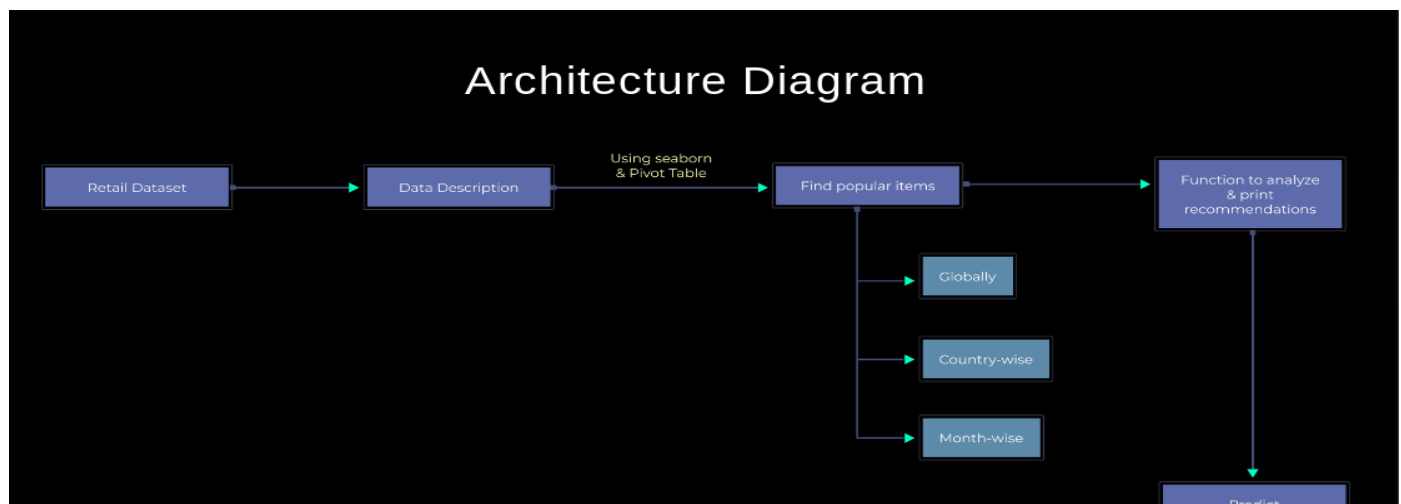 Architecture Diagram
Retail Dataset
Data Description
Using seaborn
& Pivot Table
Find popular items
Function to analyze
& print
recommendations
Globally
Country-wise
Month-wise
Predict